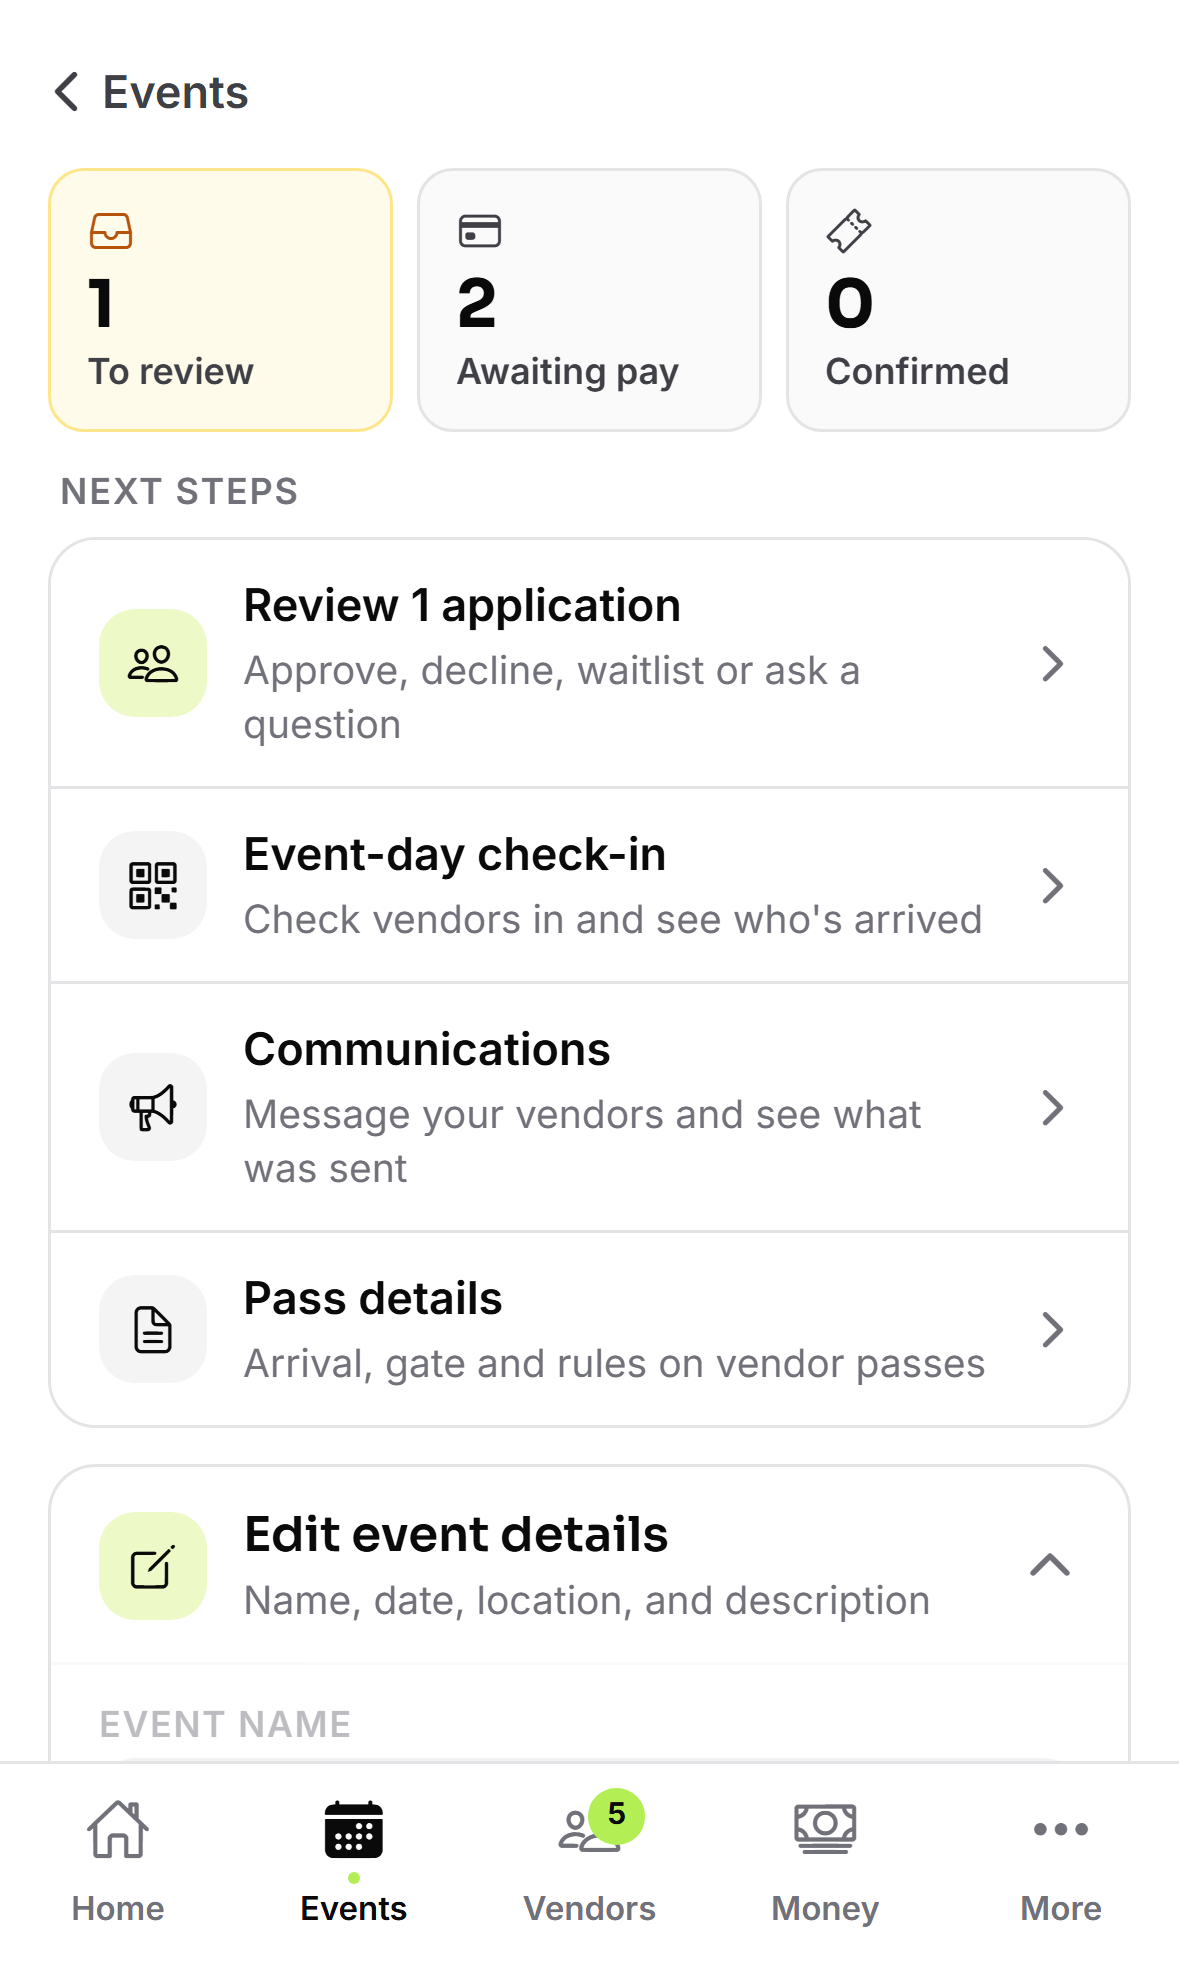 Events
1
To review
2
Awaiting pay
0
Confirmed
NEXT STEPS
Review 1 application
Approve, decline, waitlist or ask a
question
Event-day check-in
Check vendors in and see who's arrived
Communications
Message your vendors and see what
was sent
Pass details
Arrival, gate and rules on vendor passes
Edit event details
Name, date, location, and description
EVENT NAME
5
Home
Events
Vendors
Money
More